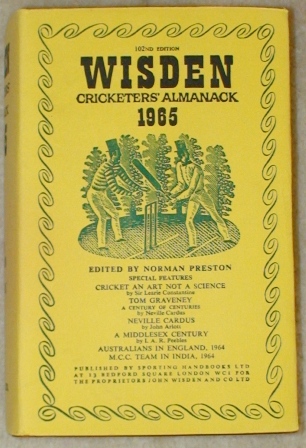 102ND EDITION
WISDEN
CRICKETERS' ALMANACK
1965
EDITED BY NORMAN PRESTON
SPECIAL FEATURES
CRICKET AN ART NOT A SCIENCE
by Sir Learie Constantine
TOM GRAVENEY
A CENTURY OF CENTURIES
by Neville Cardus
NEVILLE CARDUS
by John Arlott
A MIDDLESEX CENTURY
by I. A. R. Peebles
AUSTRALIANS IN ENGLAND, 1964
M.C.C. TEAM IN INDIA, 1964
PUBLISHED BY SPORTING HANDBOOKS LTD
AT 13 BEDFORD SQUARE LONDON WC1 FOR
THE PROPRIETORS JOHN WISDEN AND CO LTD